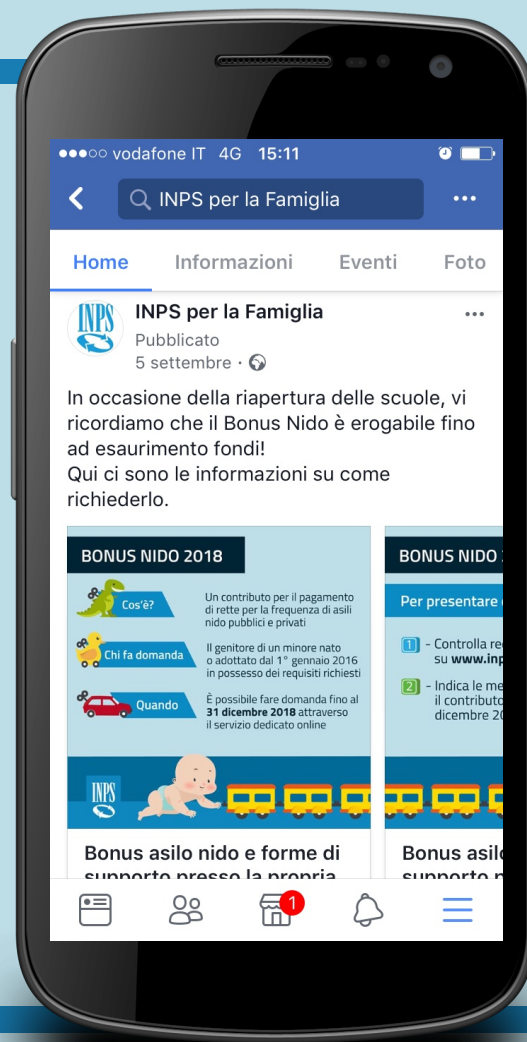 vodafone IT 4G 15:11
INPS per la Famiglia
Home Informazioni Eventi Foto
INPS
INPS per la Famiglia
Pubblicato
5 settembre
In occasione della riapertura delle scuole, vi
ricordiamo che il Bonus Nido è erogabile fino
ad esaurimento fondi!
Qui ci sono le informazioni su come
richiederlo.
BONUS NIDO 2018
Cos'è?
Un contributo per il pagamento
di rette per la frequenza di asili
nido pubblici e privati
Chi fa domanda
Il genitore di un minore nato
o adottato dal 1° gennaio 2016
in possesso dei requisiti richiesti
Quando
È possibile fare domanda fino al
31 dicembre 2018 attraverso
il servizio dedicato online
INPS
Bonus asilo nido e forme di
supporto presso la propria
BONUS NIDO
Per presentare
1 - Controlla
su www.inp
2 - Indica le
il contributo
dicembre 20
Bonus asilo
supporto
1